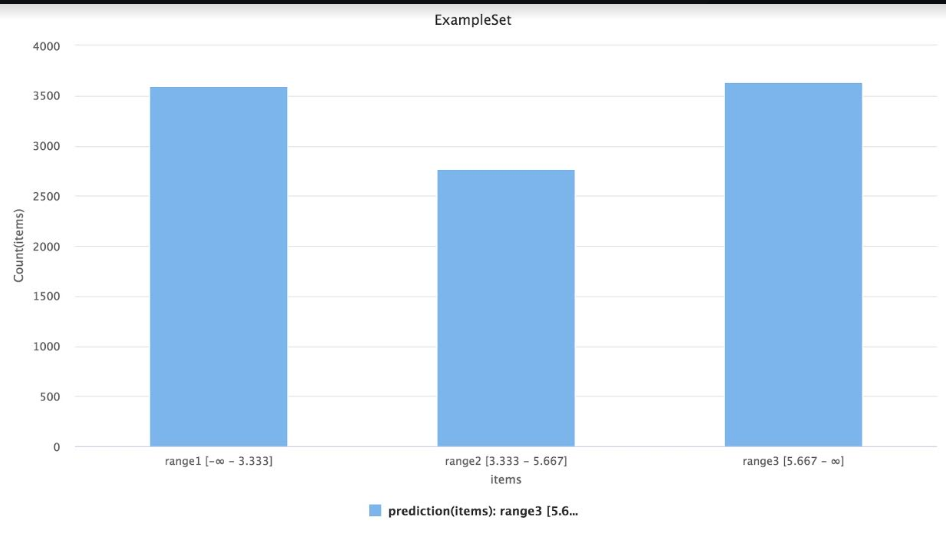 ExampleSet
4000
3500
3000
2500
2000
1500
1000
500
0
Count(items)
range1 [-∞ - 3.333]
range2 [3.333 - 5.667]
range3 [5.667 - ∞]
items
prediction(items): range3 [5.6...